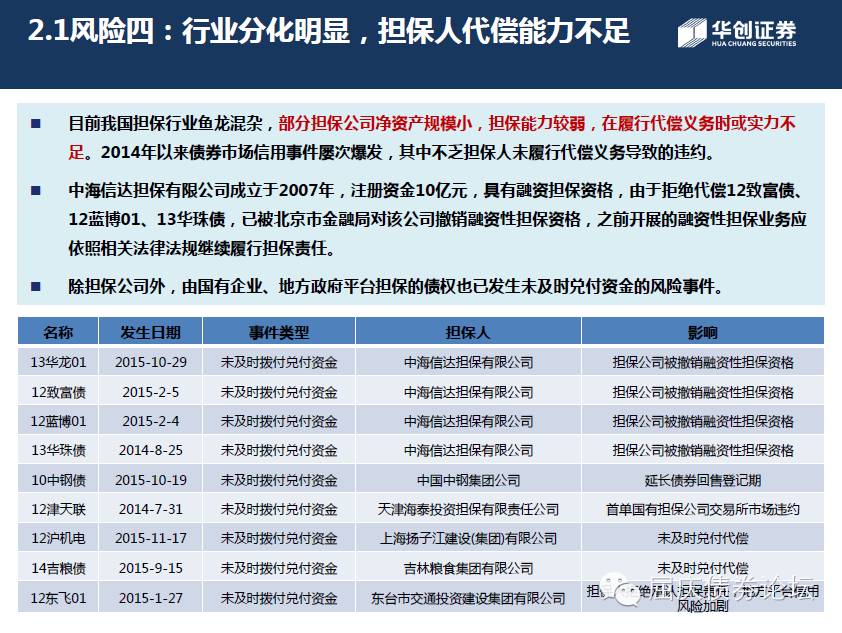 2.1风险四：行业分化明显，担保人代偿能力不足
华创证券
HUA CHUANG SECURITIES
目前我国担保行业鱼龙混杂，部分担保公司净资产规模小，担保能力较弱，在履行代偿义务时或实力不
足。2014年以来债券市场信用事件屡次爆发，其中不乏担保人未履行代偿义务导致的违约。
中海信达担保有限公司成立于2007年，注册资金10亿元，具有融资担保资格，由于拒绝代偿12致富债、
12蓝博01、13华珠债，已被北京市金融局对该公司撤销融资性担保资格，之前开展的融资性担保业务应
依照相关法律法规继续履行担保责任。
除担保公司外，由国有企业、地方政府平台担保的债权也已发生未及时兑付资金的风险事件。
名称 发生日期 事件类型 担保人 影响
13华龙01 2015-10-29 未及时拨付兑付资金 中海信达担保有限公司 担保公司被撤销融资性担保资格
12致富债 2015-2-5 未及时拨付兑付资金 中海信达担保有限公司 担保公司被撤销融资性担保资格
12蓝博01 2015-2-4 未及时拨付兑付资金 中海信达担保有限公司 担保公司被撤销融资性担保资格
13华珠债 2014-8-25 未及时拨付兑付资金 中海信达担保有限公司 担保公司被撤销融资性担保资格
10中钢债 2015-10-19 未及时拨付兑付资金 中国中钢集团公司 延长债券回售登记期
12津天联 2014-7-31 未及时拨付兑付资金 天津海泰投资担保有限责任公司 首单国有担保公司交易所市场违约
12沪机电 2015-11-17 未及时拨付兑付资金 上海扬子江建设(集团)有限公司 未及时兑付代偿
14吉粮债 2015-9-15 未及时拨付兑付资金 吉林粮食集团有限公司 未及时兑付代偿
12东飞01 2015-1-27 未及时拨付兑付资金 东台市交通投资建设集团有限公司 担
风险加剧
债券论坛